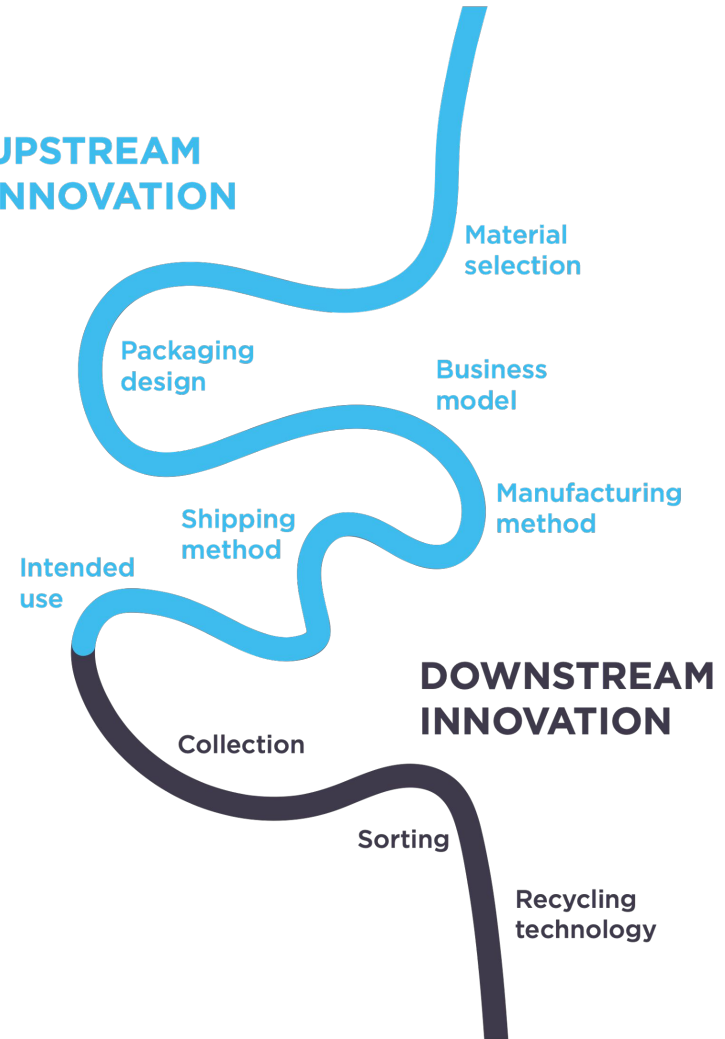 UPSTREAM
INNOVATION
Material
selection
Packaging
design
Business
model
Manufacturing
method
Shipping
method
Intended
use
DOWNSTREAM
INNOVATION
Collection
Sorting
Recycling
technology